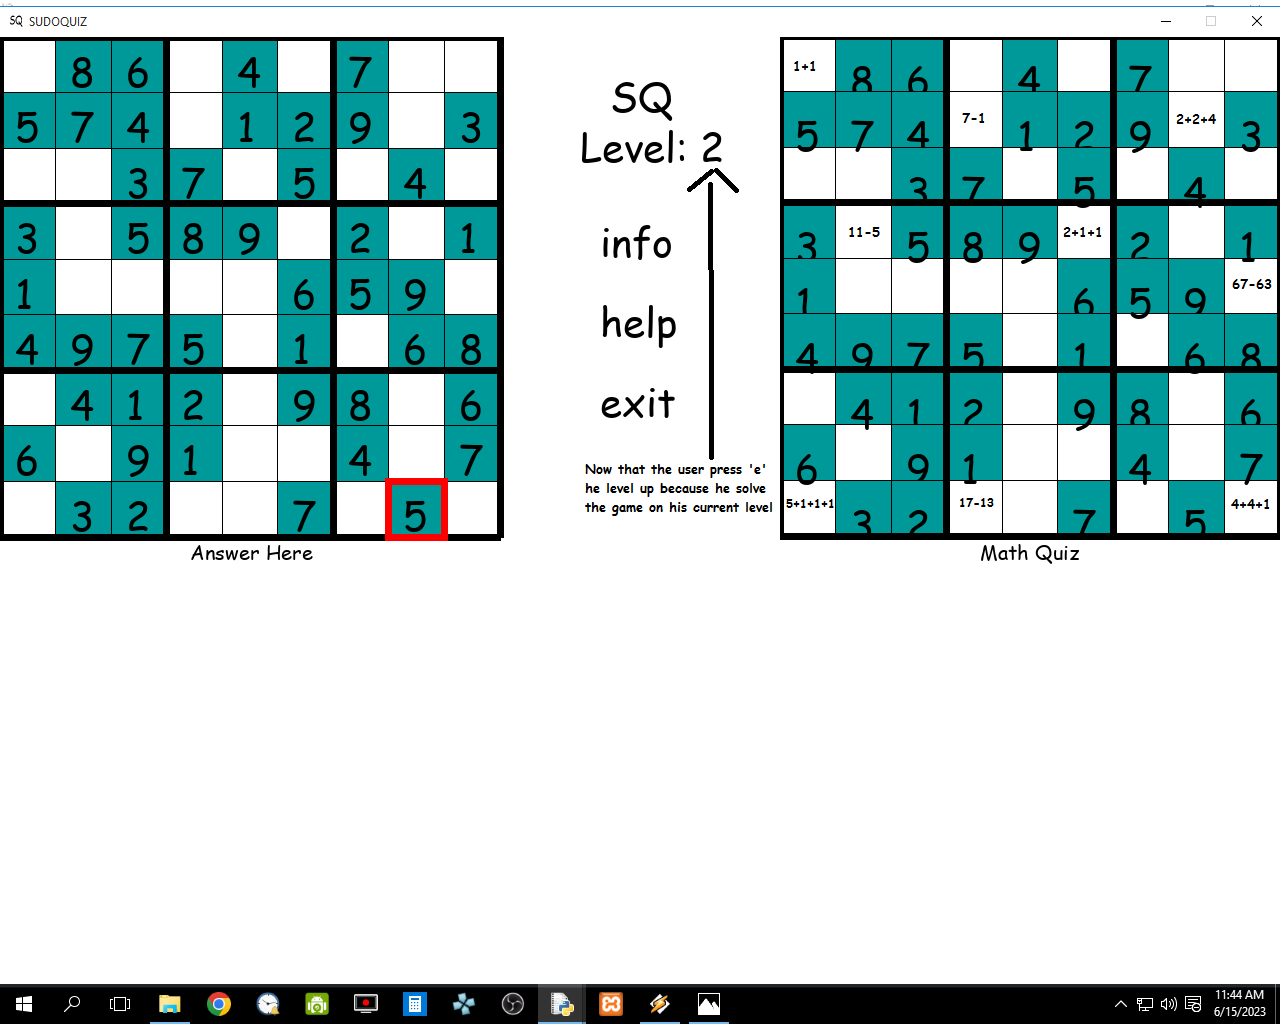 SQ SUDOQUIZ
8 6 4 7
5 7 4 1 2 9 3
3 7 5 4
3 5 8 9 2 1
1 6 5 9
4 9 7 5 1 6 8
4 1 2 9 8 6
6 9 1 4 7
3 2 7 5
Answer Here
SQ
Level: 2
info
help
exit
Now that the user press 'e'
he level up because he solve
the game on his current level
1+1 8 6 4 7
5 7 4 7-1 1 2 9 2+2+4 3
3 7 5 4
3 11-5 5 8 9 2+1+1 2 1
1 6 5 9 67-63
4 9 7 5 1 6 8
4 1 2 9 8 6
6 9 1 4 7
5+1+1+1 3 2 17-13 7 5 4+4+1
Math Quiz
11:44 AM
6/15/2023